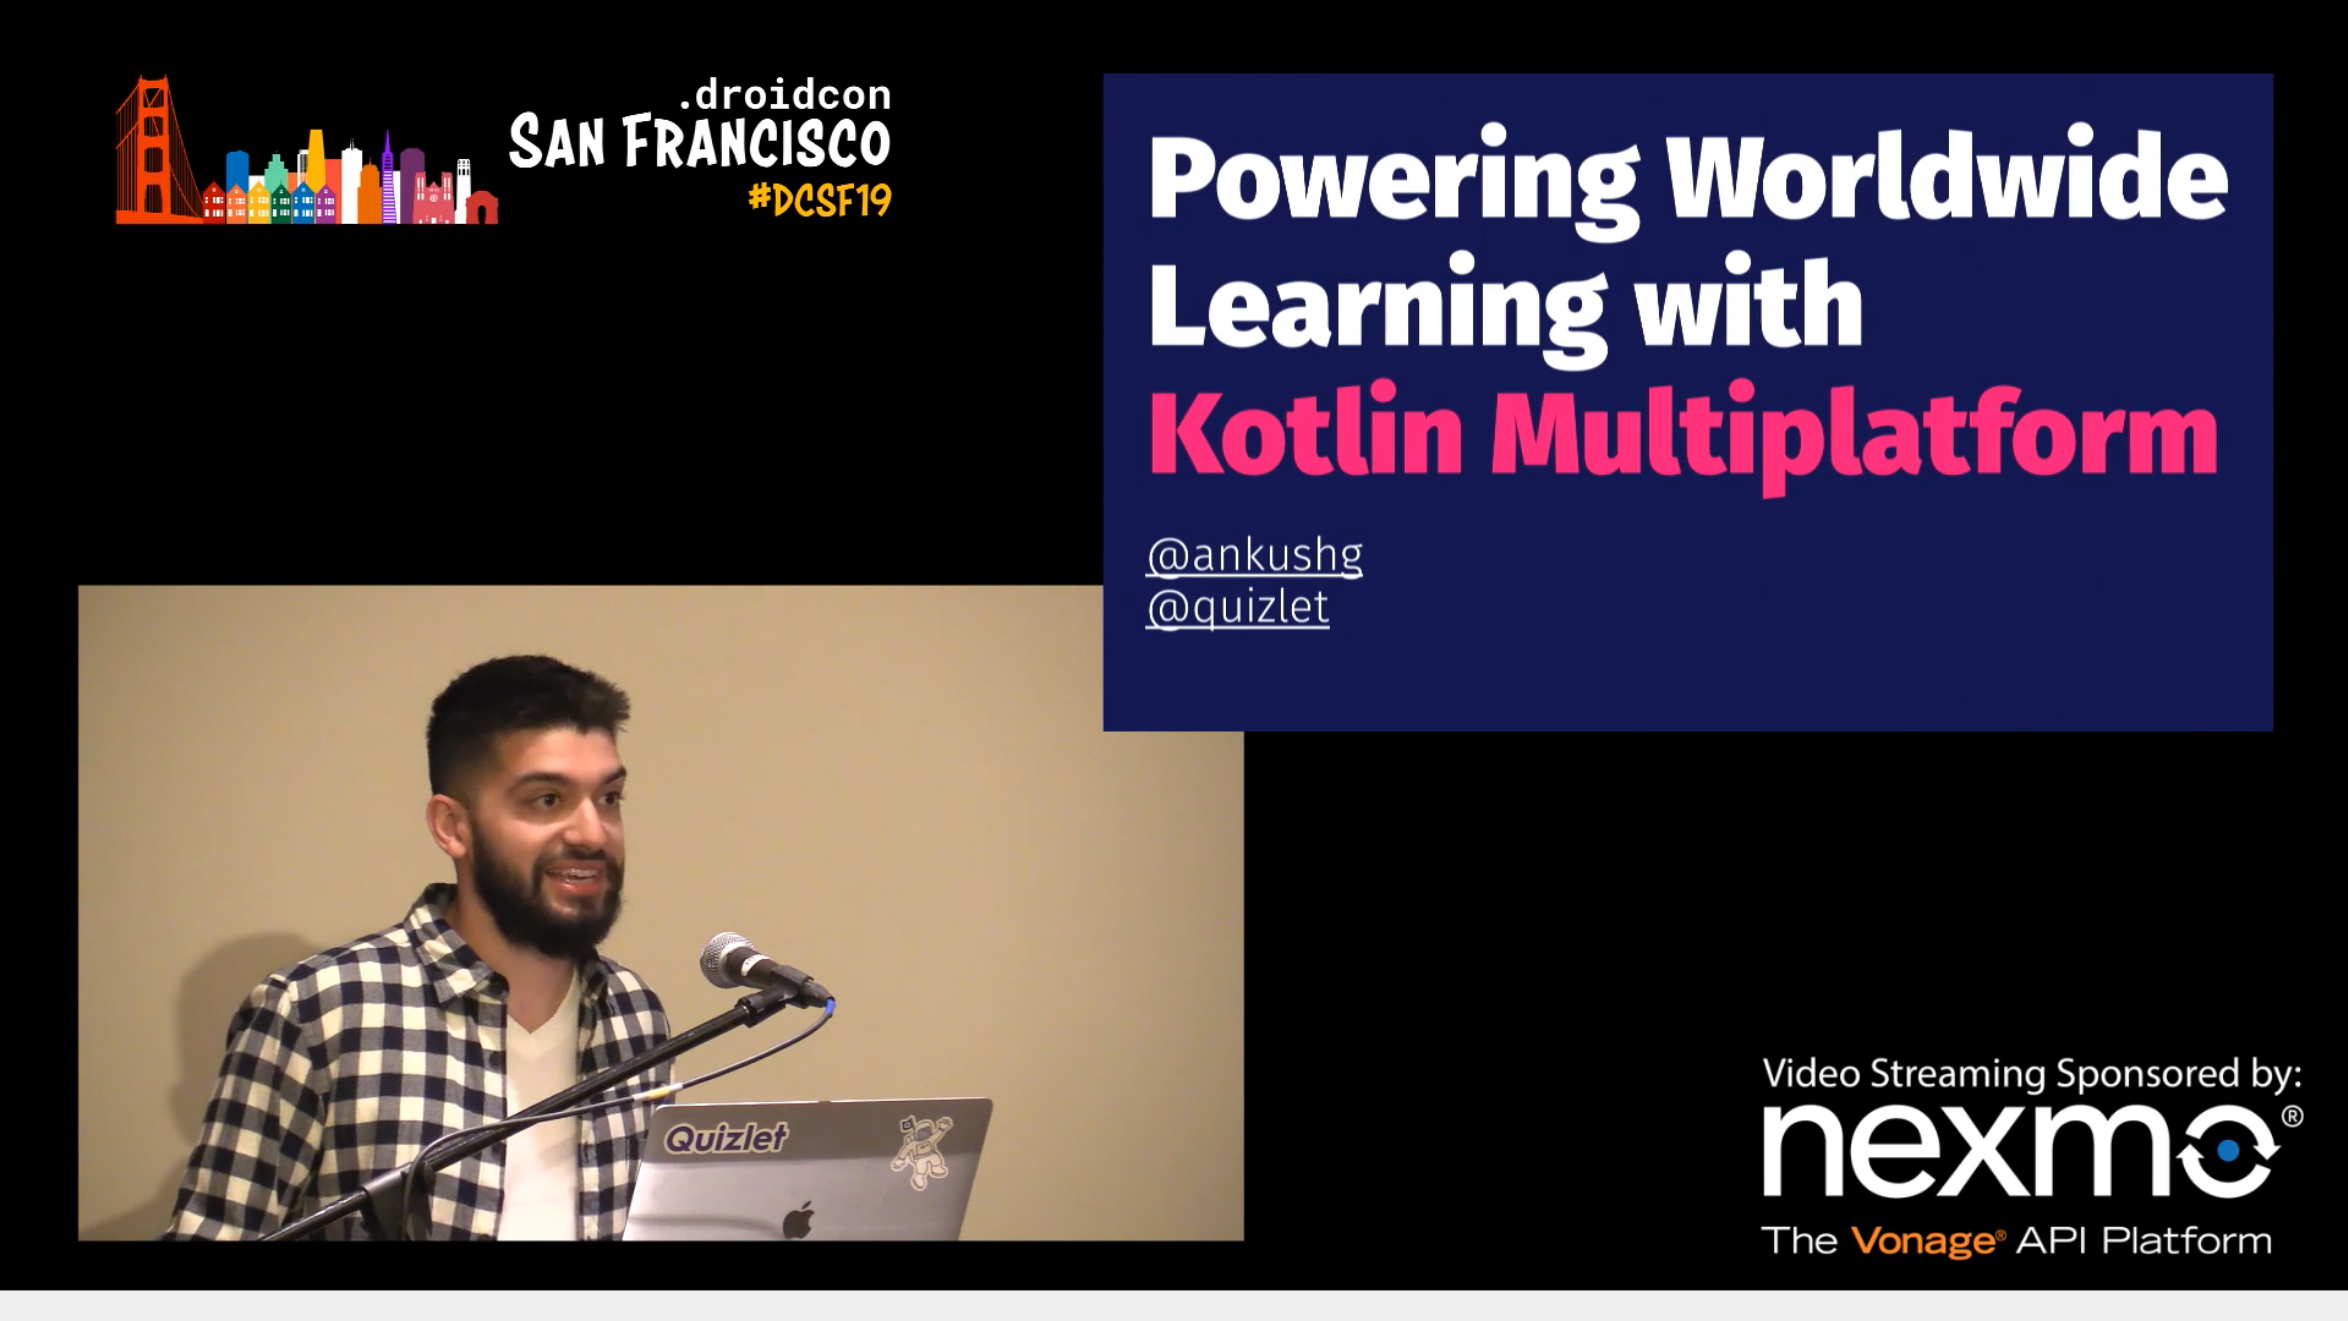 .droidcon
SAN FRANCISCO
#DCSF19
Powering Worldwide
Learning with
Kotlin Multiplatform
@ankushg
@quizlet
Quizlet
Video Streaming Sponsored by:
nexmo®
The Vonage® API Platform